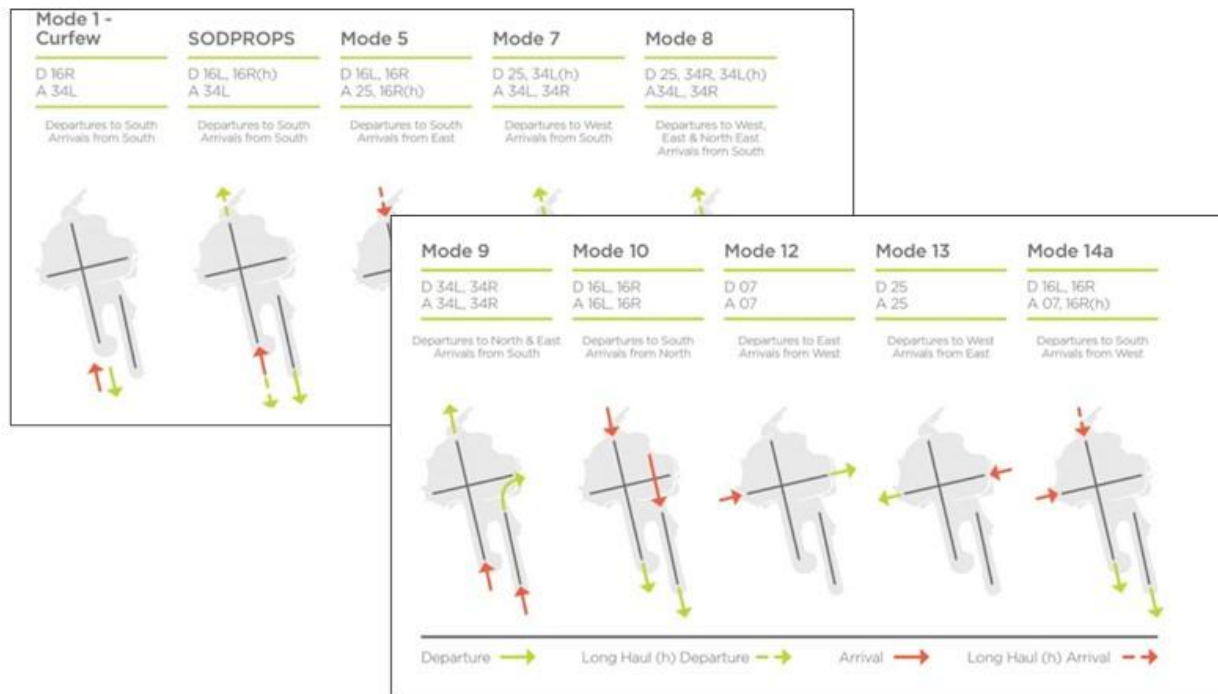 Mode 1 -
Curfew
D 16R
A 34L
Departures to South
Arrivals from South
SODPROPS
D 16L, 16R(h)
A 34L
Departures to South
Arrivals from South
Mode 5
D 16L, 16R
A 25, 16R(h)
Departures to South
Arrivals from East
Mode 7
D 25, 34L(h)
A 34L, 34R
Departures to West
Arrivals from South
Mode 8
D 25, 34R, 34L(h)
A34L, 34R
Departures to West,
East & North East
Arrivals from South
Mode 9
D 34L, 34R
A 34L, 34R
Departures to North & East
Arrivals from South
Mode 10
D 16L, 16R
A 16L, 16R
Departures to South
Arrivals from North
Mode 12
D 07
A 07
Departures to East
Arrivals from West
Mode 13
D 25
A 25
Departures to West
Arrivals from East
Mode 14a
D 16L, 16R
A 07, 16R(h)
Departures to South
Arrivals from West
Departure
Long Haul (h) Departure
Arrival
Long Haul (h) Arrival